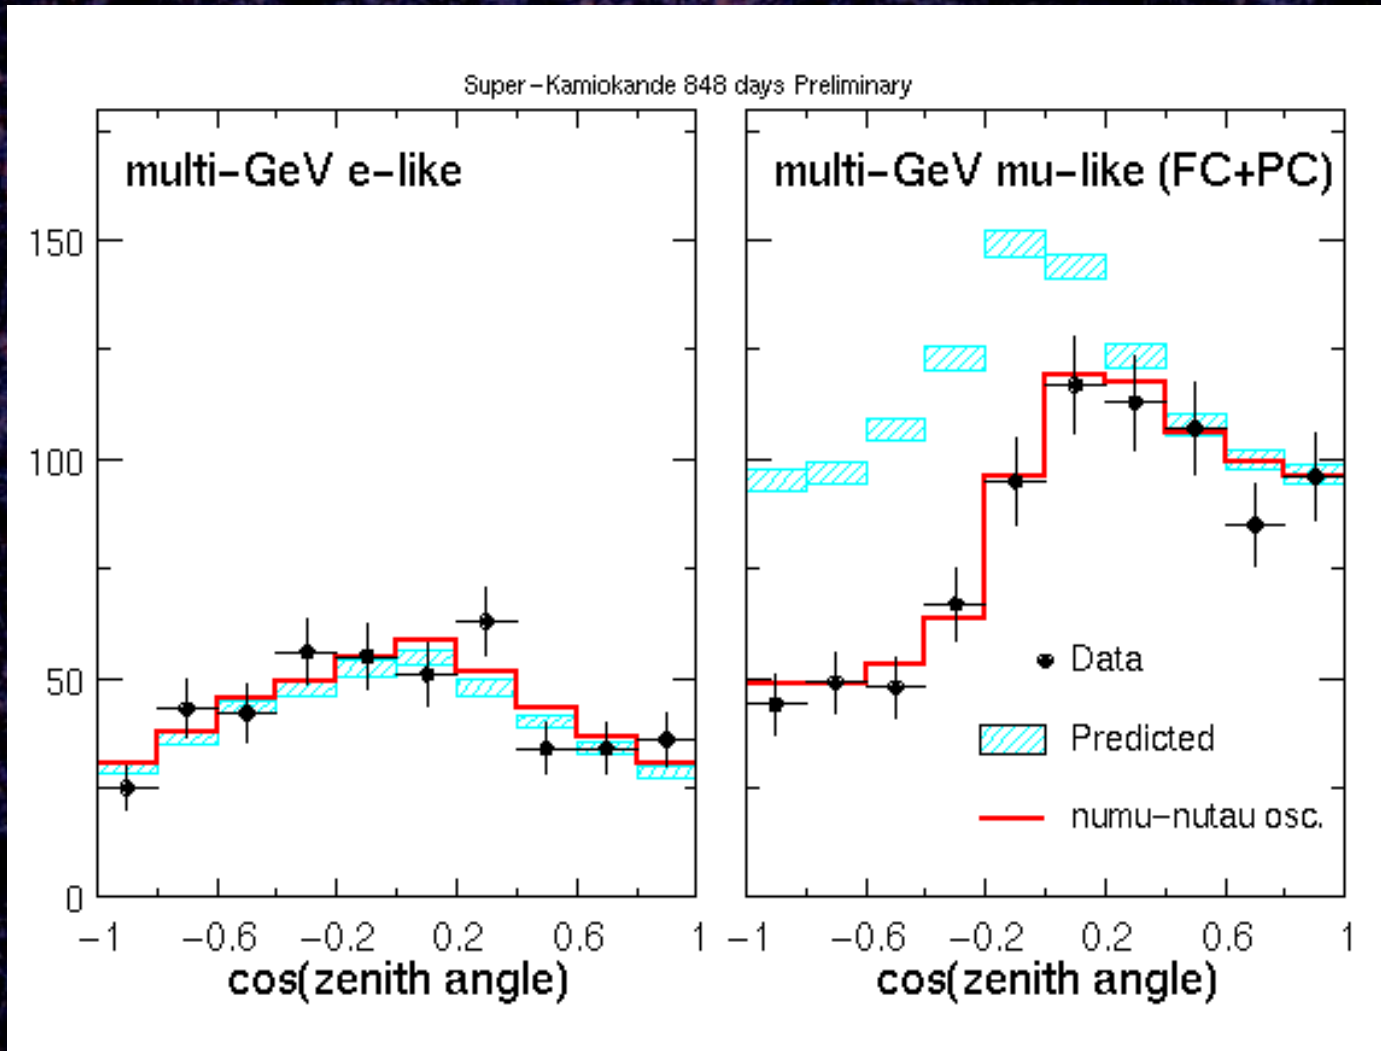 Super-Kamiokande 848 days Preliminary
multi-GeV e-like
multi-GeV mu-like (FC+PC)
150
100
50
0
Data
Predicted
numu-nutau osc.
-1 -0.6 -0.2 0.2 0.6 1
-1 -0.6 -0.2 0.2 0.6 1
cos(zenith angle)
cos(zenith angle)